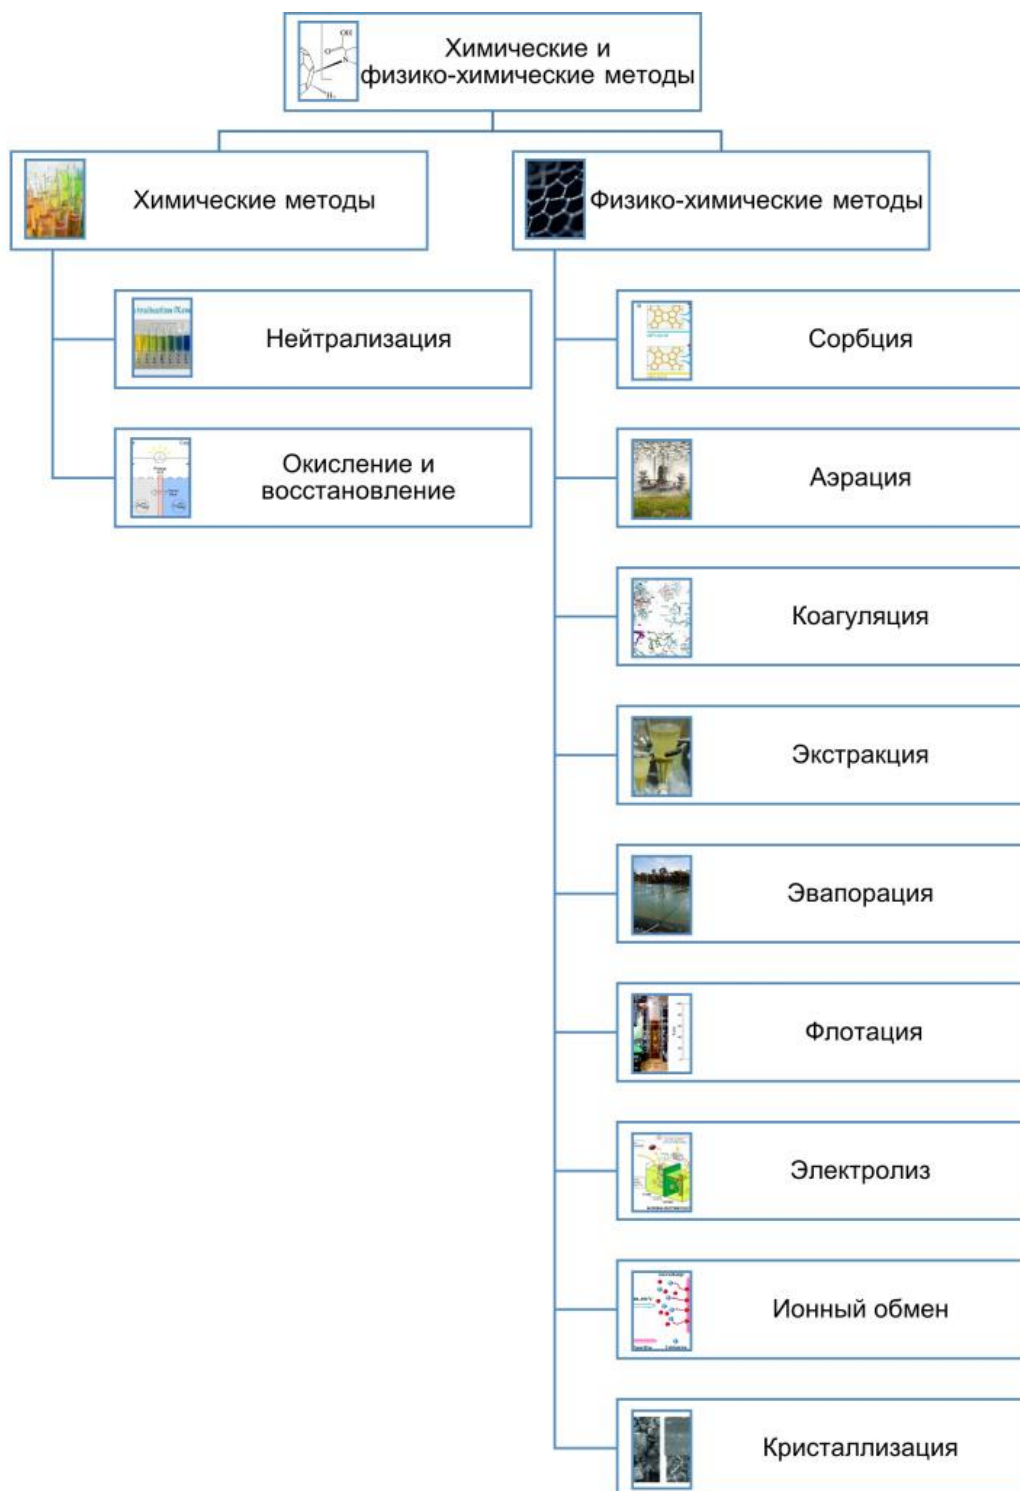 Химические и
физико-химические методы
Химические методы
Физико-химические методы
Нейтрализация
Окисление и
восстановление
Сорбция
Аэрация
Коагуляция
Экстракция
Эвапорация
Флотация
Электролиз
Ионный обмен
Кристаллизация